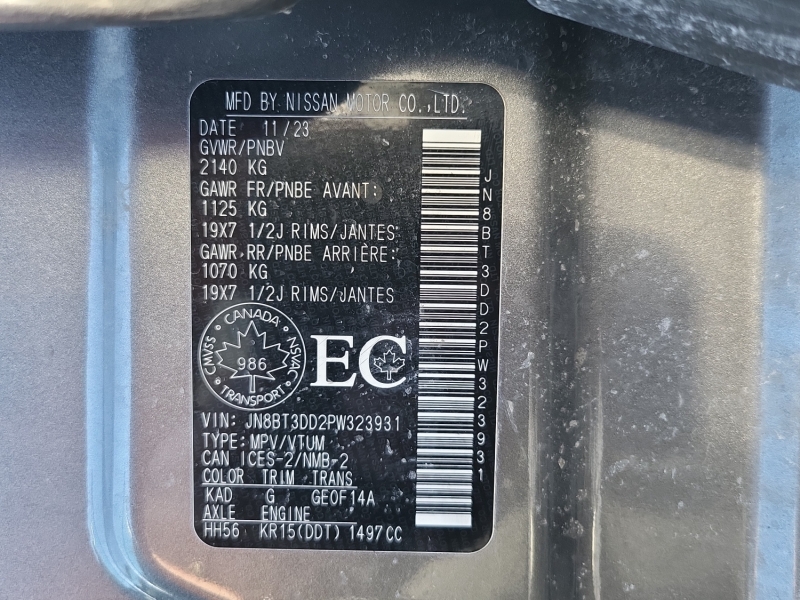 MFD BY NISSAN MOTOR CO.,LTD.
DATE 11/23
GVWR/PNBV
2140 KG
GAWR FR/PNBE AVANT:
1125 KG
19X7 1/2J RIMS/JANTES
GAWR RR/PNBE ARRIÈRE:
1070 KG
19X7 1/2J RIMS/JANTES
CANADA
CMVSS
986
NSVAC
TRANSPORT
EC
VIN: JN8BT3DD2PW323931
TYPE: MPV/VTUM
CAN ICES-2/NMB-2
COLOR TRIM TRANS
KAD G GE0F14A
AXLE ENGINE
HH56 KR15(DDT) 1497CC
JN8BT3DD2PW323931